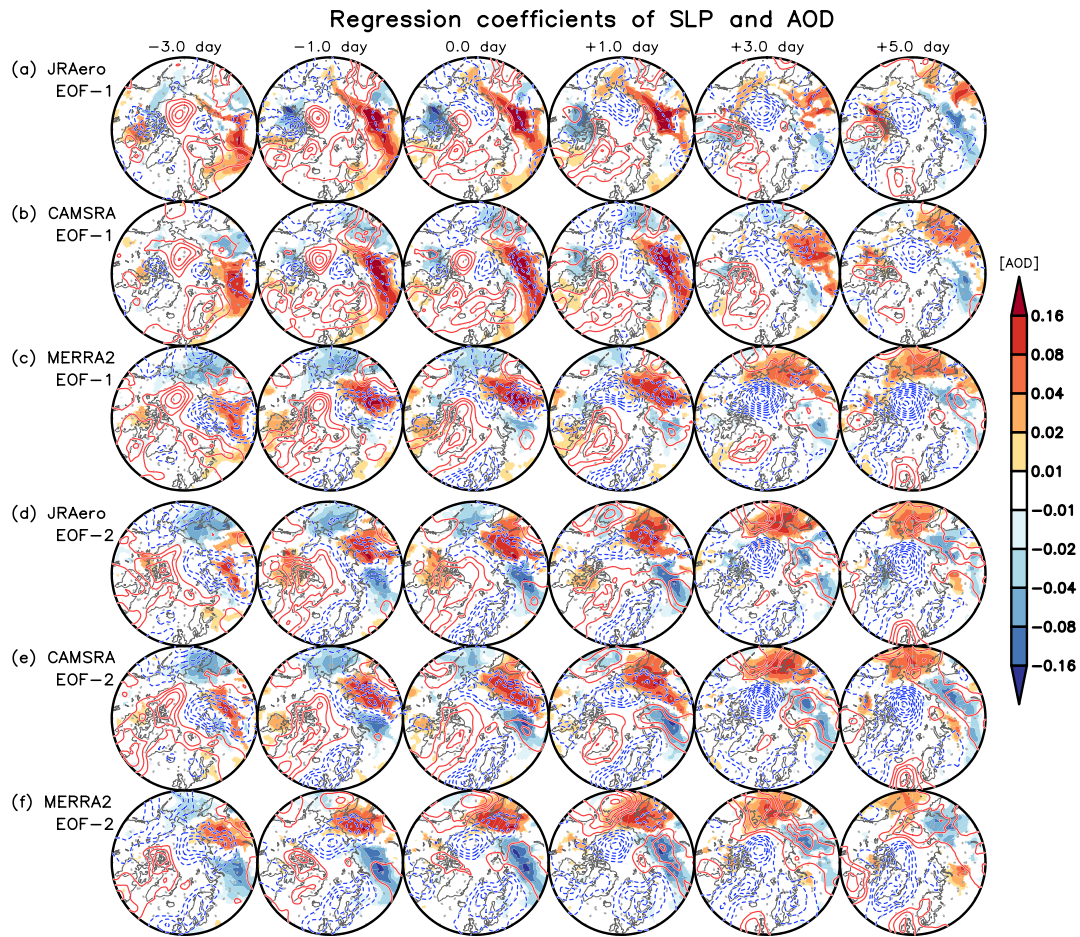 Regression coefficients of SLP and AOD
−3.0 day −1.0 day 0.0 day +1.0 day +3.0 day +5.0 day
(a) JRAero
EOF−1
(b) CAMSRA
EOF−1
[AOD]
0.16
(c) MERRA2
EOF−1
0.08
0.04
0.02
0.01
(d) JRAero
EOF−2
−0.01
−0.02
−0.04
−0.08
(e) CAMSRA
EOF−2
−0.16
(f) MERRA2
EOF−2